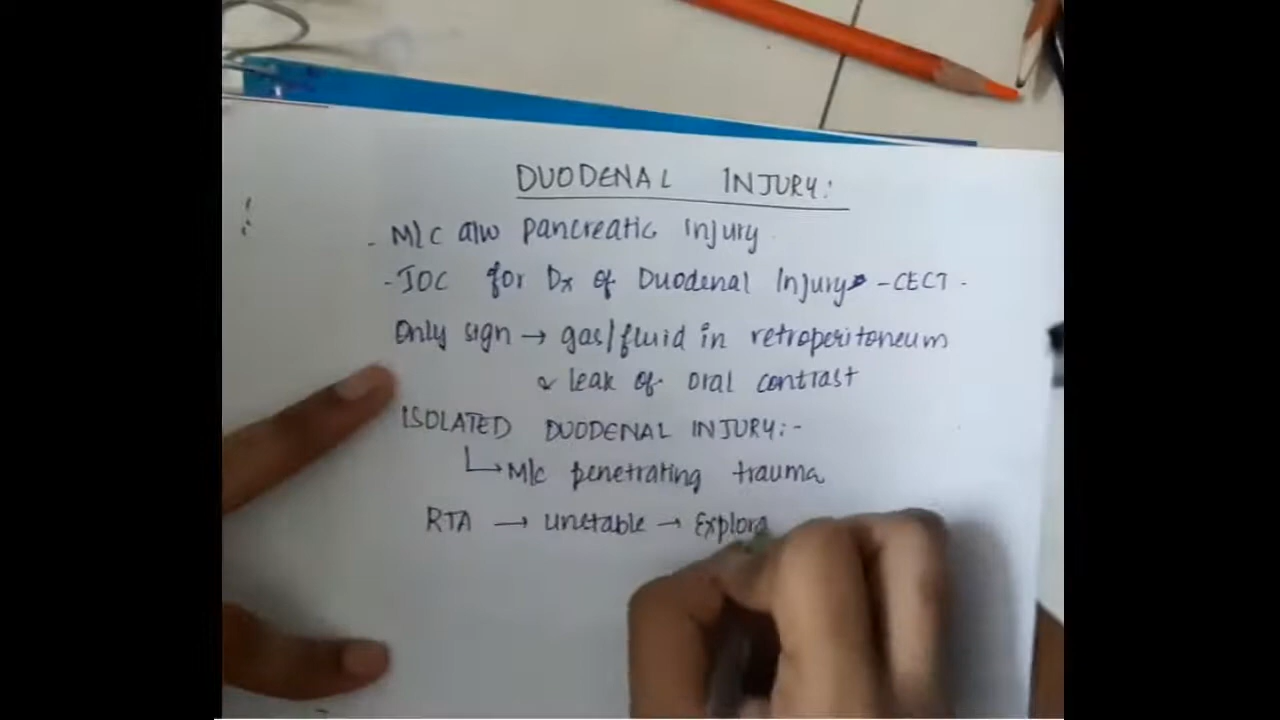 DUODENAL INJURY:
- M/c a/w pancreatic injury
- IOC for Dx of Duodenal Injury - CECT -
Only sign → gas/fluid in retroperitoneum
& leak of oral contrast
ISOLATED DUODENAL INJURY:-
↳ M/c penetrating trauma
RTA → unstable → Explora